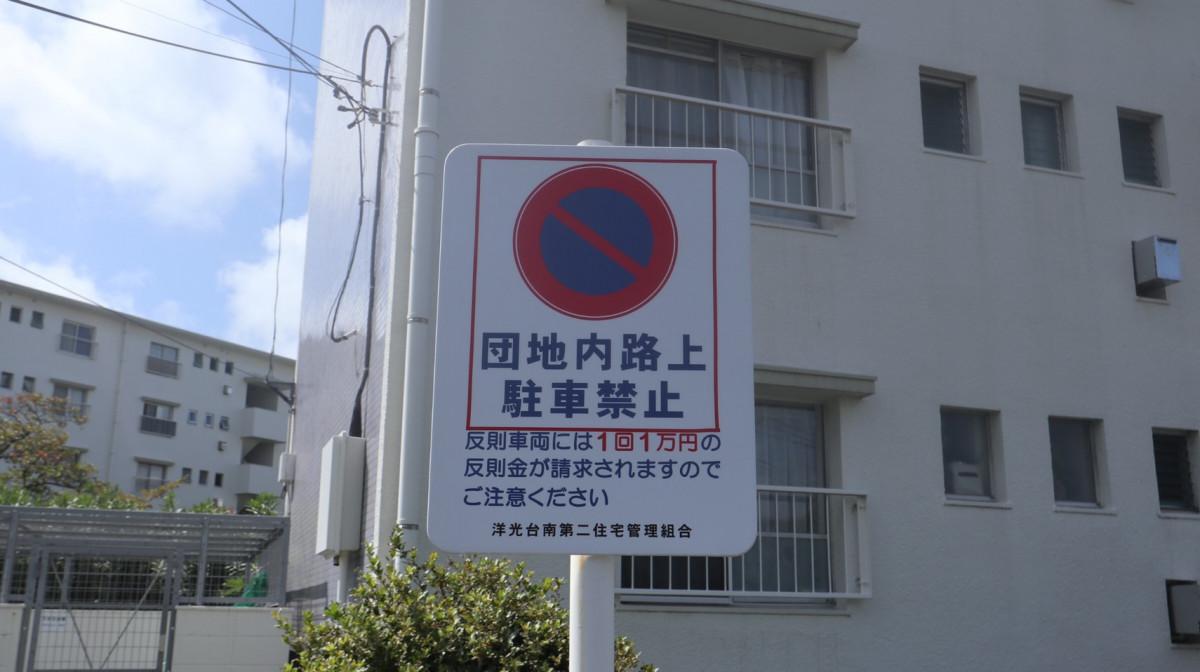 団地内路上
駐車禁止
反則車両には1回1万円の
反則金が請求されますので
ご注意ください
洋光台南第二住宅管理組合